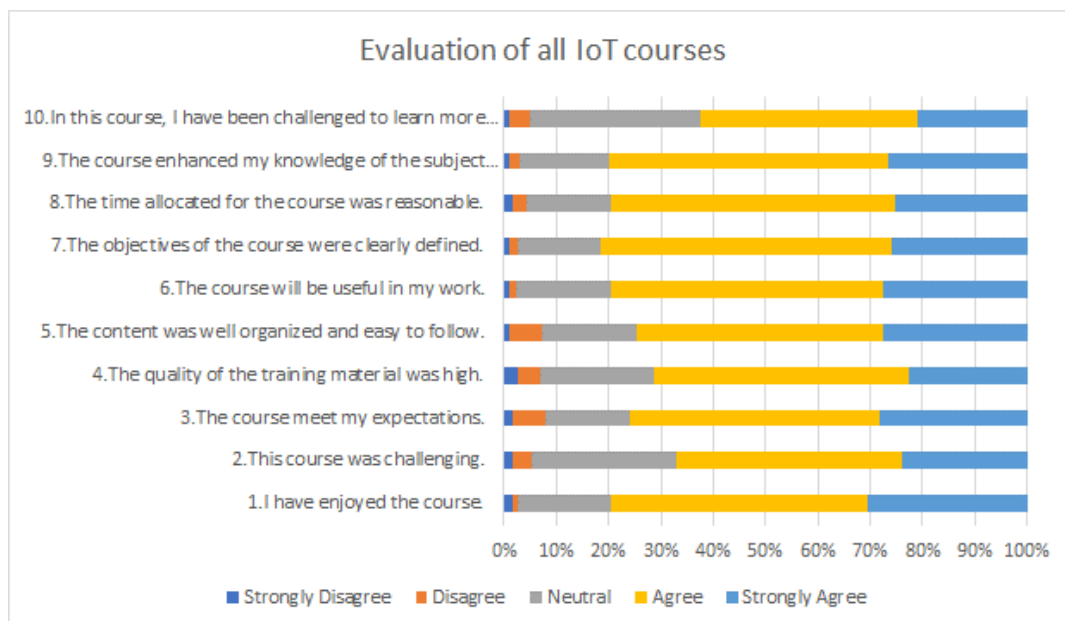 Evaluation of all IoT courses
10.In this course, I have been challenged to learn more...
9.The course enhanced my knowledge of the subject...
8.The time allocated for the course was reasonable.
7.The objectives of the course were clearly defined.
6.The course will be useful in my work.
5.The content was well organized and easy to follow.
4.The quality of the training material was high.
3.The course meet my expectations.
2.This course was challenging.
1.I have enjoyed the course.
0% 10% 20% 30% 40% 50% 60% 70% 80% 90% 100%
Strongly Disagree Disagree Neutral Agree Strongly Agree